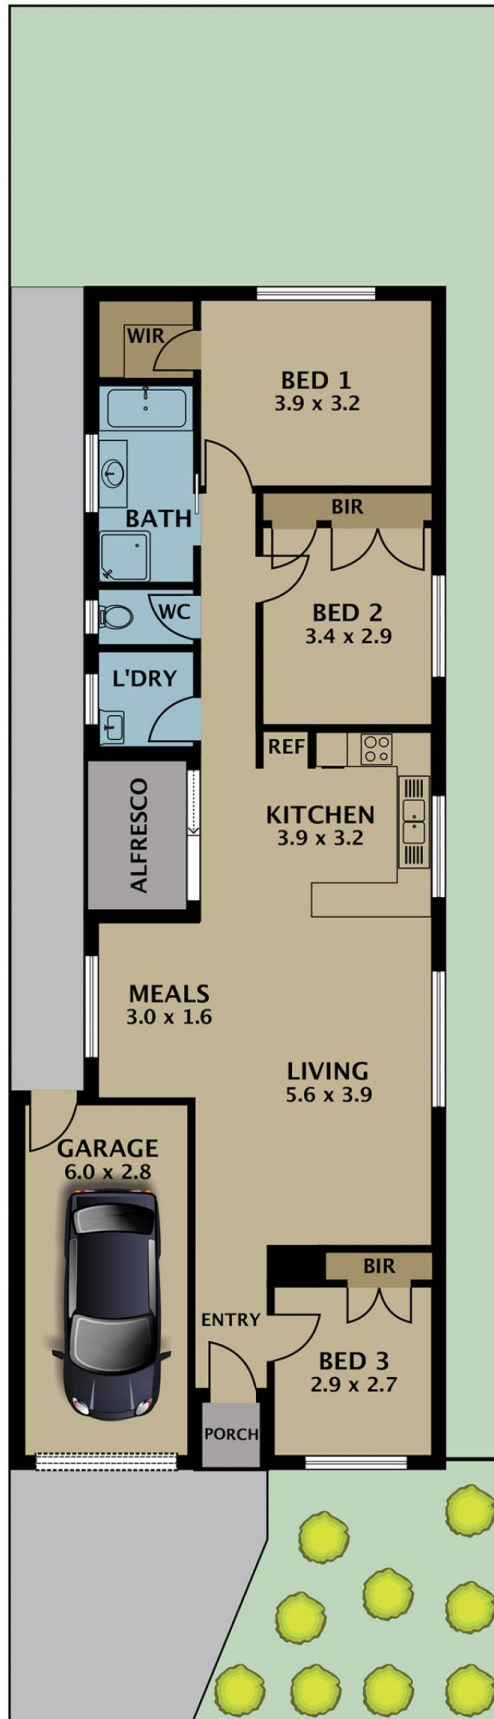 WIR
BED 1
3.9 x 3.2
BIR
BATH
BED 2
3.4 x 2.9
WC
L'DRY
REF
ALFRESCO
KITCHEN
3.9 x 3.2
MEALS
3.0 x 1.6
LIVING
5.6 x 3.9
GARAGE
6.0 x 2.8
BIR
ENTRY
BED 3
2.9 x 2.7
PORCH